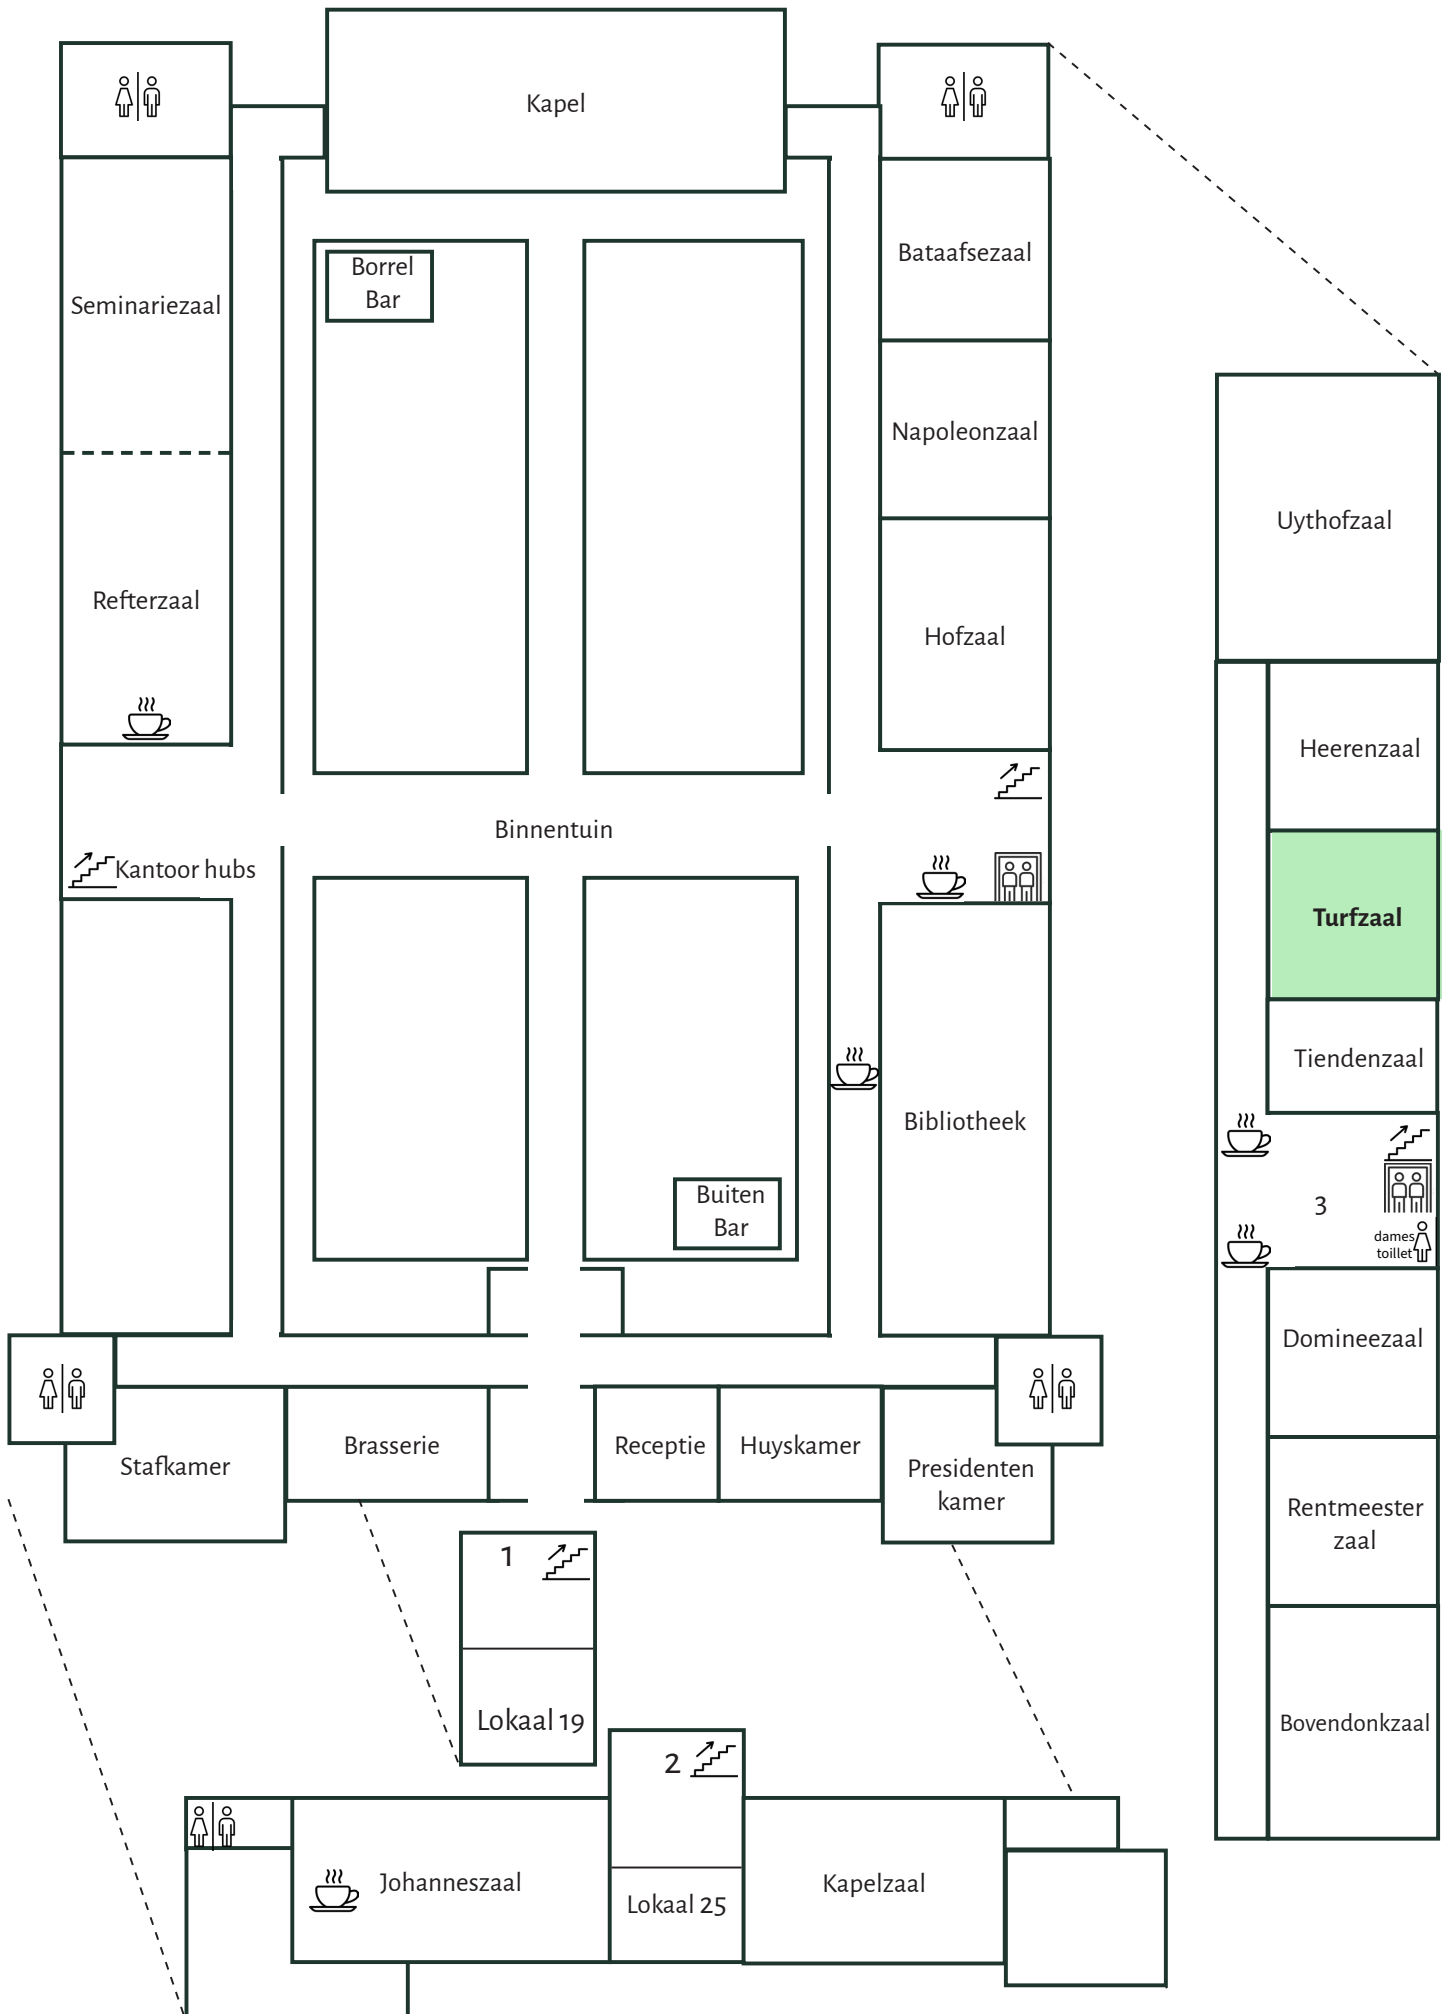 Kapel
Borrel
Bar
Bataafsezaal
Seminariezaal
Napoleonzaal
Uythofzaal
Refterzaal
Hofzaal
Heerenzaal
Binnentuin
Kantoor hubs
Turfzaal
Tiendenzaal
Bibliotheek
Buiten
Bar
3
dames
toillet
Domineezaal
Stafkamer
Brasserie
Receptie
Huyskamer
Presidenten
kamer
Rentmeester
zaal
1
Lokaal 19
Bovendonkzaal
2
Johanneszaal
Lokaal 25
Kapelzaal